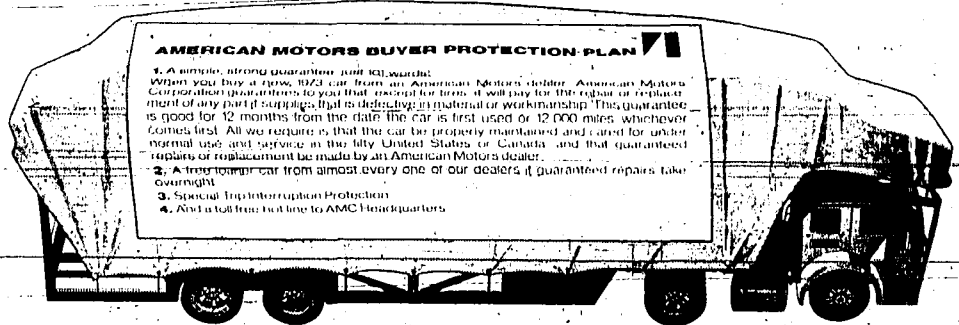 AMERICAN MOTORS BUYER PROTECTION PLAN
1. A simple, strong guarantee, just 101 words!
When you buy a new 1973 car from an American Motors dealer, American Motors
Corporation guarantees to you that, except for tires, it will pay for the repair or replace-
ment of any part it supplies that is defective in material or workmanship. This guarantee
is good for 12 months from the date the car is first used or 12,000 miles, whichever
comes first. All we require is that the car be properly maintained and cared for under
normal use and service in the fifty United States or Canada, and that guaranteed
repairs or replacement be made by an American Motors dealer.
2. A free loaner car from almost every one of our dealers if guaranteed repairs take
overnight.
3. Special Trip Interruption Protection.
4. And a toll free hot line to AMC Headquarters.